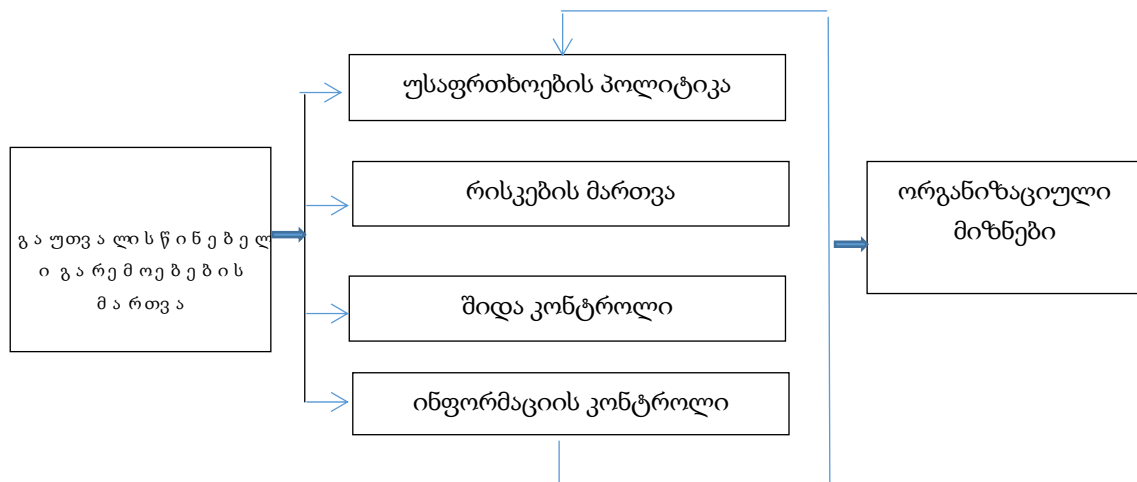 უსაფრთხოების პოლიტიკა
რისკების მართვა
შიდა კონტროლი
ინფორმაციის კონტროლი
გაუთვალისწინებელ
ი გარემოებების
მართვა
ორგანიზაციული
მიზნები